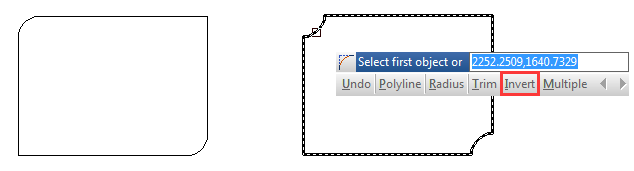 Select first object or 2252.2509,1640.7329
Undo Polyline Radius Trim Invert Multiple